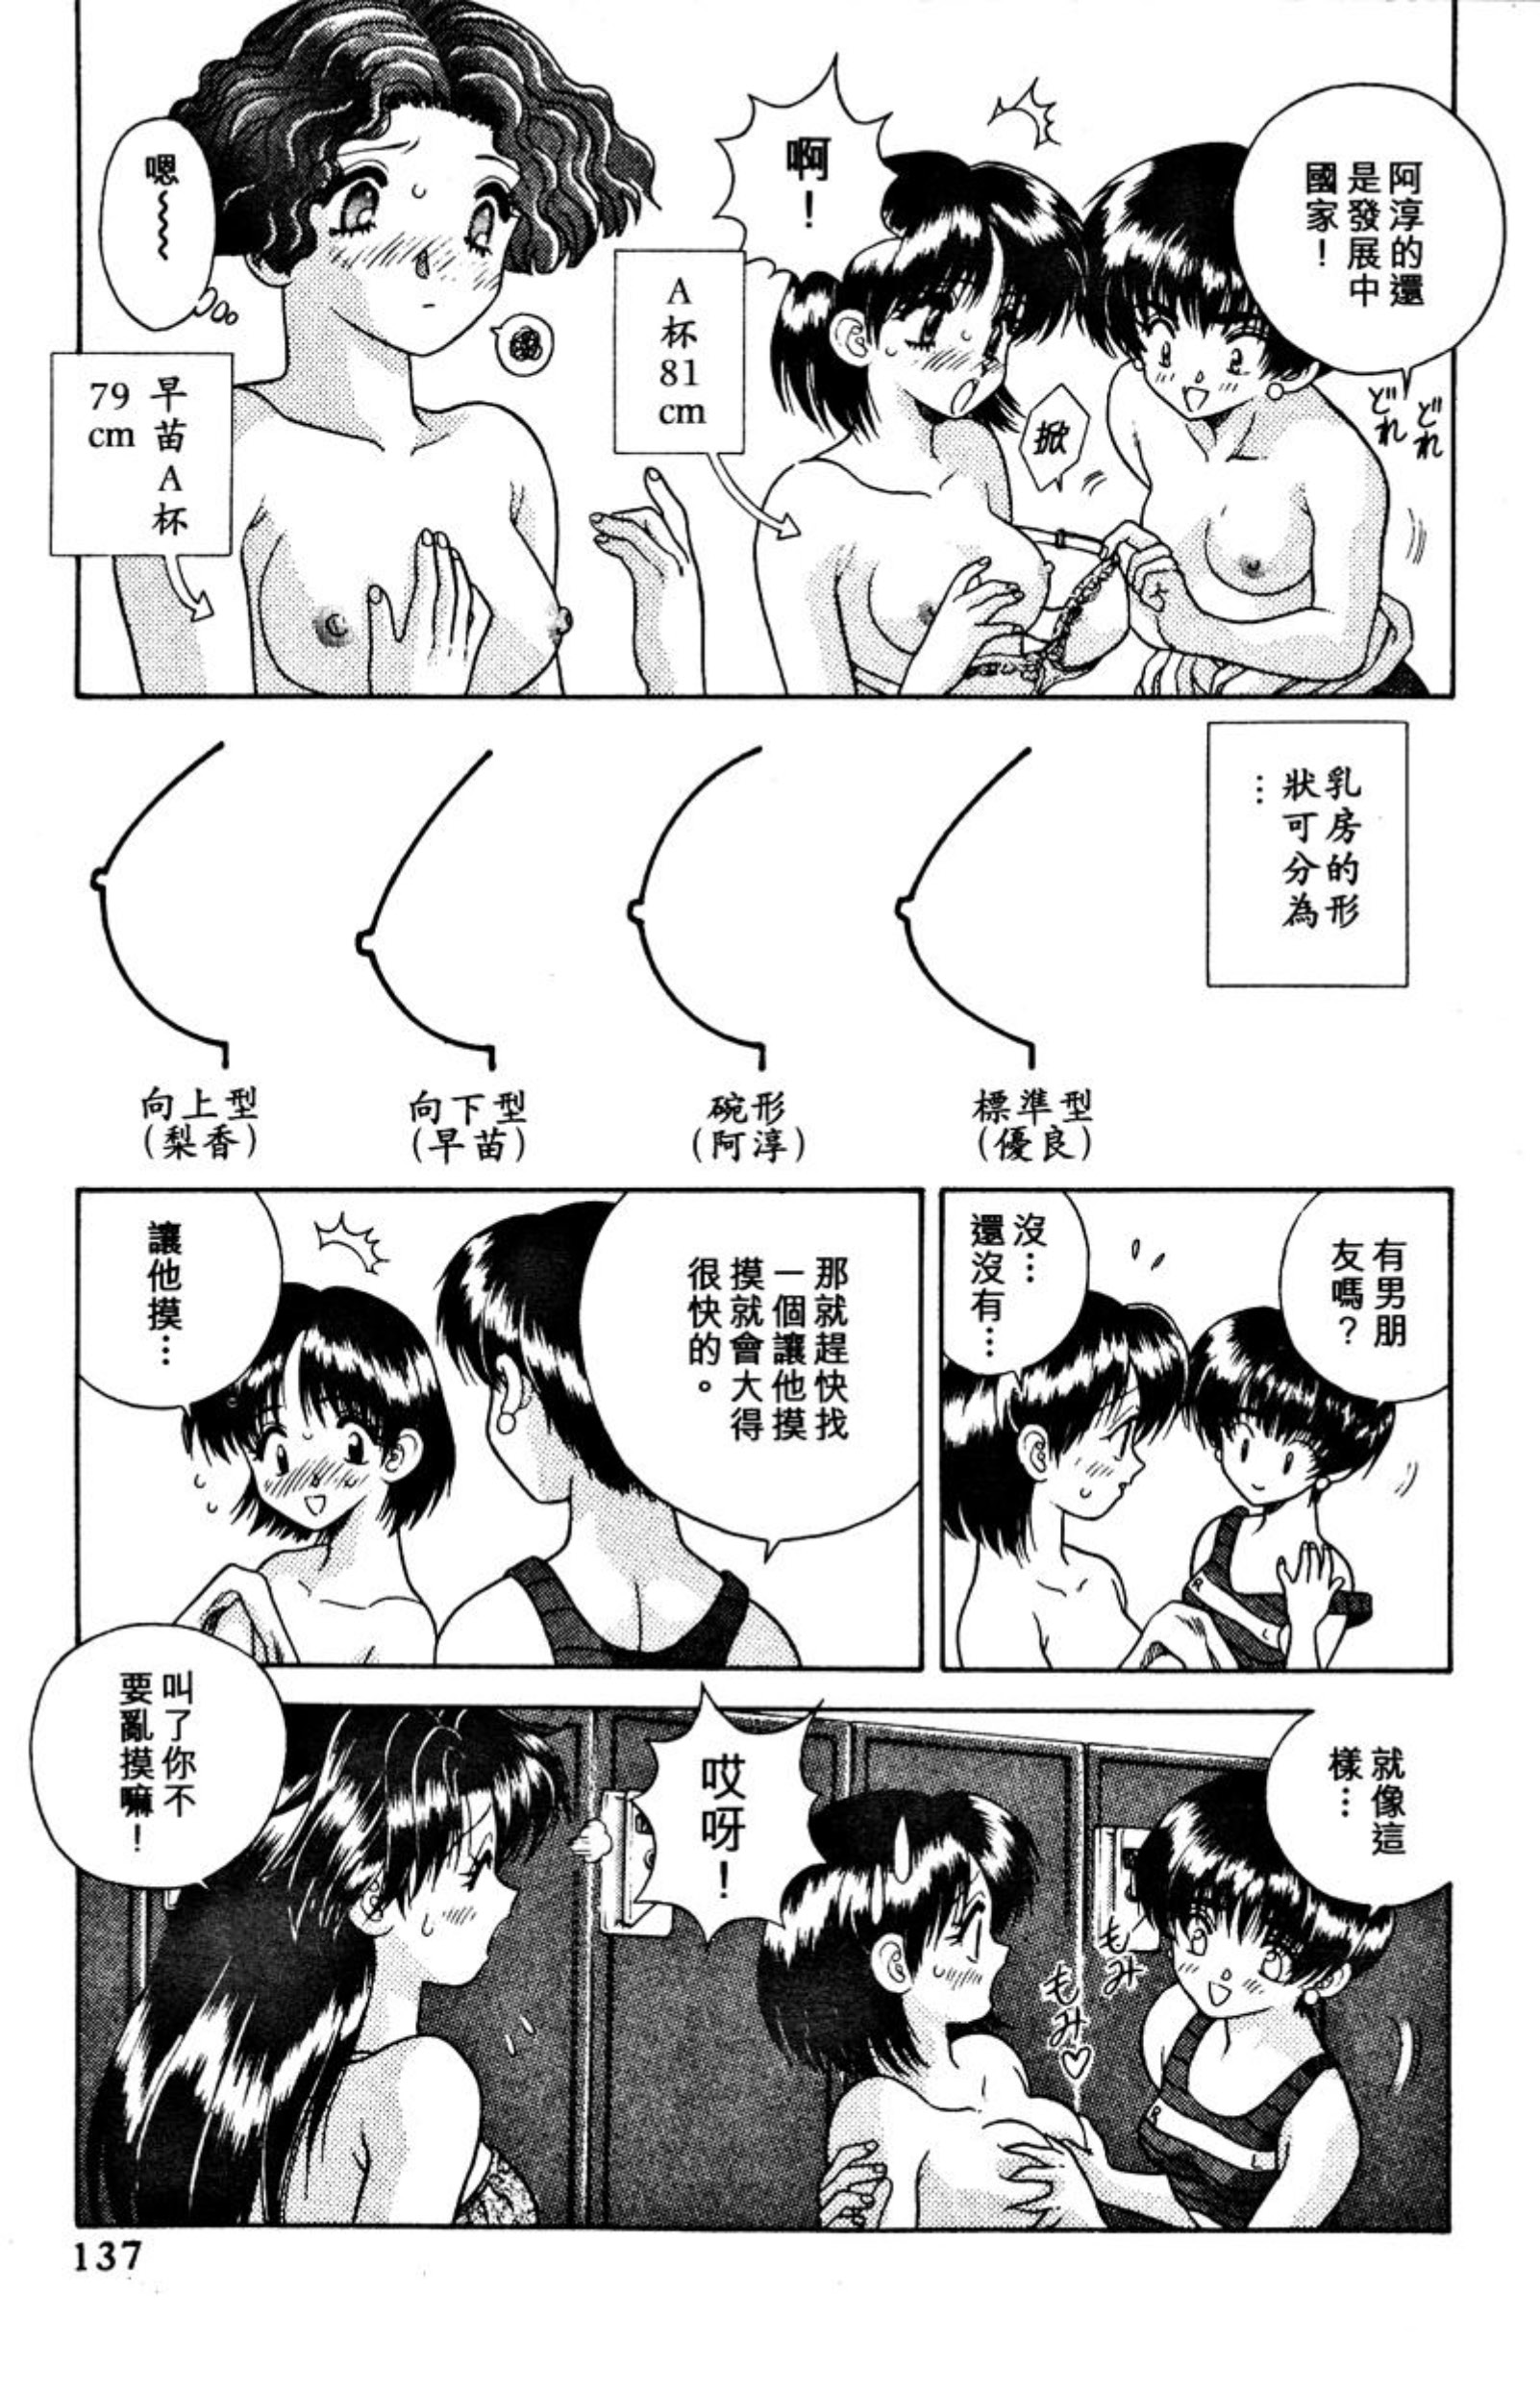 阿淳的還
是發展中
國家！
どれ
どれ
啊！
掀
A杯81cm
嗯～～～
早苗A杯
79cm
乳房的形
狀可分為
…
標準型
(優良)
碗形
(阿淳)
向下型
(早苗)
向上型
(梨香)
有男朋
友嗎？
沒…
還沒有…
那就趕快找
一個讓他摸
摸就會大得
很快的。
讓他摸…
就像這
樣…
もみ
もみ♡
哎呀！
叫了你不
要亂摸嘛！
137